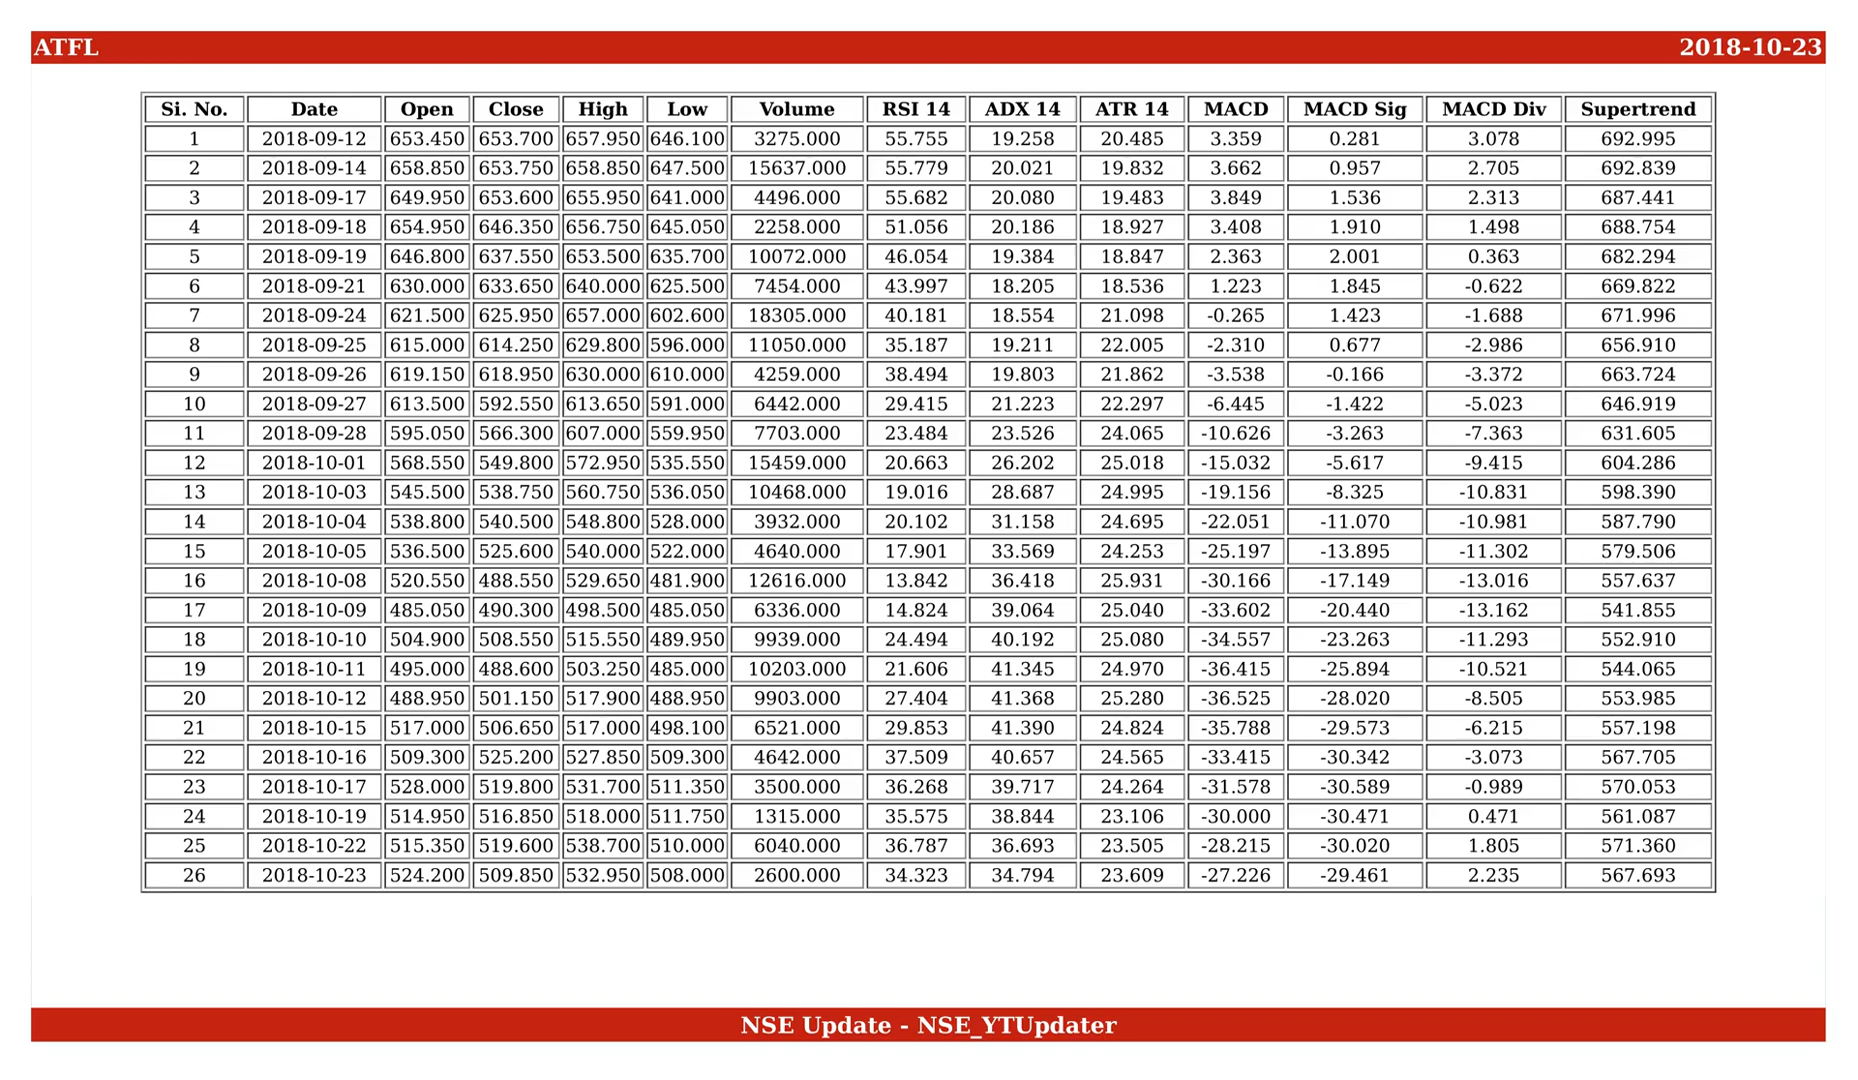 ATFL 2018-10-23
Si. No. Date Open Close High Low Volume RSI 14 ADX 14 ATR 14 MACD MACD Sig MACD Div Supertrend
1 2018-09-12 653.450 653.700 657.950 646.100 3275.000 55.755 19.258 20.485 3.359 0.281 3.078 692.995
2 2018-09-14 658.850 653.750 658.850 647.500 15637.000 55.779 20.021 19.832 3.662 0.957 2.705 692.839
3 2018-09-17 649.950 653.600 655.950 641.000 4496.000 55.682 20.080 19.483 3.849 1.536 2.313 687.441
4 2018-09-18 654.950 646.350 656.750 645.050 2258.000 51.056 20.186 18.927 3.408 1.910 1.498 688.754
5 2018-09-19 646.800 637.550 653.500 635.700 10072.000 46.054 19.384 18.847 2.363 2.001 0.363 682.294
6 2018-09-21 630.000 633.650 640.000 625.500 7454.000 43.997 18.205 18.536 1.223 1.845 -0.622 669.822
7 2018-09-24 621.500 625.950 657.000 602.600 18305.000 40.181 18.554 21.098 -0.265 1.423 -1.688 671.996
8 2018-09-25 615.000 614.250 629.800 596.000 11050.000 35.187 19.211 22.005 -2.310 0.677 -2.986 656.910
9 2018-09-26 619.150 618.950 630.000 610.000 4259.000 38.494 19.803 21.862 -3.538 -0.166 -3.372 663.724
10 2018-09-27 613.500 592.550 613.650 591.000 6442.000 29.415 21.223 22.297 -6.445 -1.422 -5.023 646.919
11 2018-09-28 595.050 566.300 607.000 559.950 7703.000 23.484 23.526 24.065 -10.626 -3.263 -7.363 631.605
12 2018-10-01 568.550 549.800 572.950 535.550 15459.000 20.663 26.202 25.018 -15.032 -5.617 -9.415 604.286
13 2018-10-03 545.500 538.750 560.750 536.050 10468.000 19.016 28.687 24.995 -19.156 -8.325 -10.831 598.390
14 2018-10-04 538.800 540.500 548.800 528.000 3932.000 20.102 31.158 24.695 -22.051 -11.070 -10.981 587.790
15 2018-10-05 536.500 525.600 540.000 522.000 4640.000 17.901 33.569 24.253 -25.197 -13.895 -11.302 579.506
16 2018-10-08 520.550 488.550 529.650 481.900 12616.000 13.842 36.418 25.931 -30.166 -17.149 -13.016 557.637
17 2018-10-09 485.050 490.300 498.500 485.050 6336.000 14.824 39.064 25.040 -33.602 -20.440 -13.162 541.855
18 2018-10-10 504.900 508.550 515.550 489.950 9939.000 24.494 40.192 25.080 -34.557 -23.263 -11.293 552.910
19 2018-10-11 495.000 488.600 503.250 485.000 10203.000 21.606 41.345 24.970 -36.415 -25.894 -10.521 544.065
20 2018-10-12 488.950 501.150 517.900 488.950 9903.000 27.404 41.368 25.280 -36.525 -28.020 -8.505 553.985
21 2018-10-15 517.000 506.650 517.000 498.100 6521.000 29.853 41.390 24.824 -35.788 -29.573 -6.215 557.198
22 2018-10-16 509.300 525.200 527.850 509.300 4642.000 37.509 40.657 24.565 -33.415 -30.342 -3.073 567.705
23 2018-10-17 528.000 519.800 531.700 511.350 3500.000 36.268 39.717 24.264 -31.578 -30.589 -0.989 570.053
24 2018-10-19 514.950 516.850 518.000 511.750 1315.000 35.575 38.844 23.106 -30.000 -30.471 0.471 561.087
25 2018-10-22 515.350 519.600 538.700 510.000 6040.000 36.787 36.693 23.505 -28.215 -30.020 1.805 571.360
26 2018-10-23 524.200 509.850 532.950 508.000 2600.000 34.323 34.794 23.609 -27.226 -29.461 2.235 567.693
NSE Update - NSE_YTUpdater